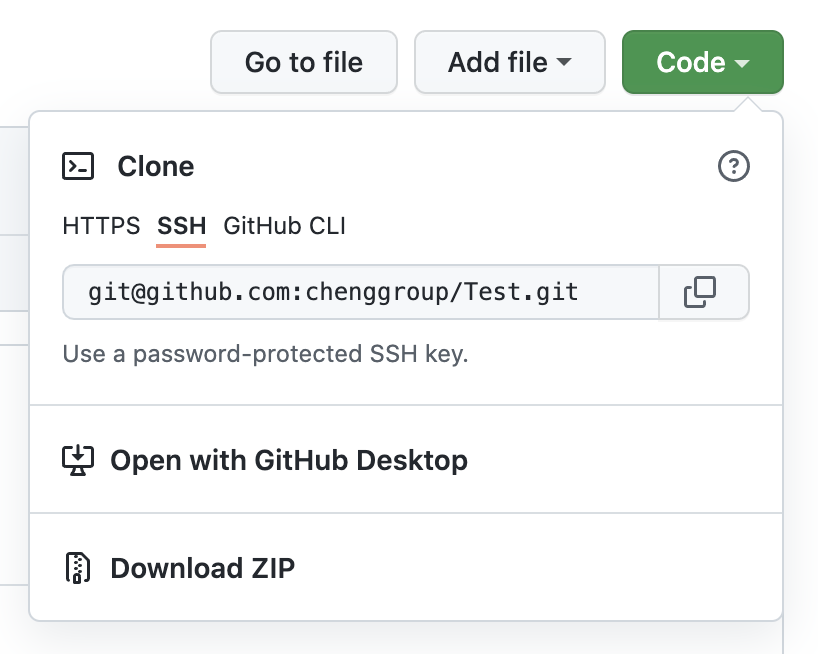 Go to file Add file Code
Clone
HTTPS SSH GitHub CLI
git@github.com:chenggroup/Test.git
Use a password-protected SSH key.
Open with GitHub Desktop
Download ZIP